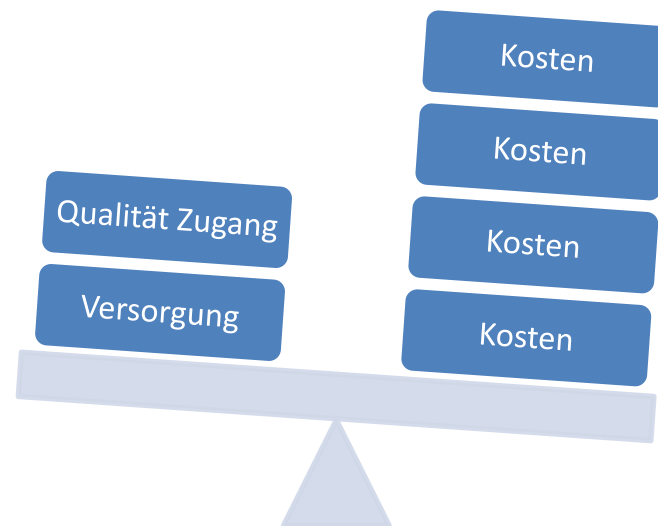 Qualität Zugang
Versorgung
Kosten
Kosten
Kosten
Kosten